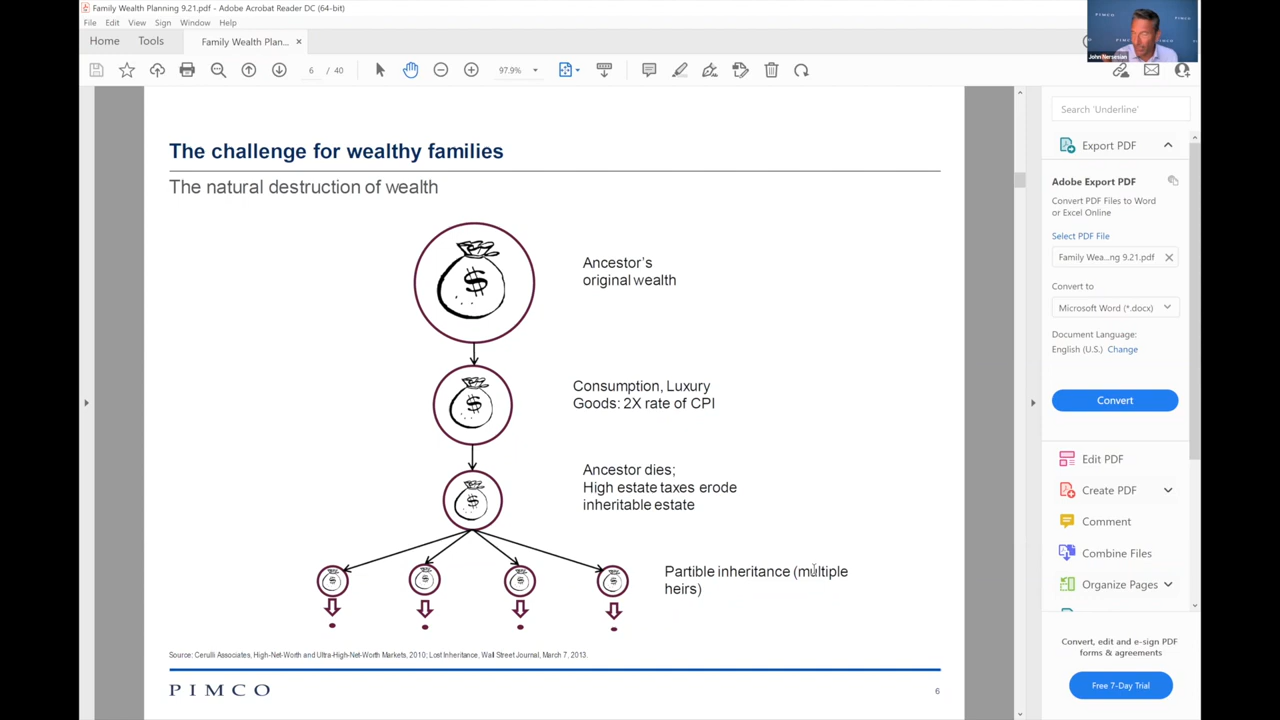 Family Wealth Planning 9.21.pdf - Adobe Acrobat Reader DC (64-bit)
File Edit View Sign Window Help
Home Tools Family Wealth Plan... ×
6 / 40 97.9%
PIMCO
John Nersesian
Search 'Underline'
Export PDF
Adobe Export PDF
Convert PDF Files to Word
or Excel Online
Select PDF File
Family Wea...ng 9.21.pdf ×
Convert to
Microsoft Word (*.docx)
Document Language:
English (U.S.) Change
Convert
Edit PDF
Create PDF
Comment
Combine Files
Organize Pages
Convert, edit and e-sign PDF
forms & agreements
Free 7-Day Trial
The challenge for wealthy families
The natural destruction of wealth
$
Ancestor's
original wealth
$
Consumption, Luxury
Goods: 2X rate of CPI
$
Ancestor dies;
High estate taxes erode
inheritable estate
$ $ $ $
Partible inheritance (multiple
heirs)
Source: Cerulli Associates, High-Net-Worth and Ultra-High-Net-Worth Markets, 2010; Lost Inheritance, Wall Street Journal, March 7, 2013.
PIMCO
6